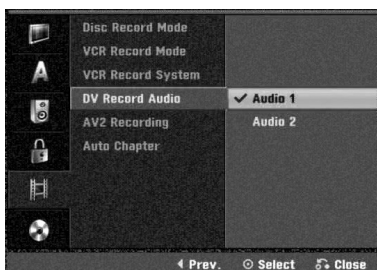 Disc Record Mode
VCR Record Mode
A
VCR Record System
DV Record Audio
✓ Audio 1
AV2 Recording
Audio 2
Auto Chapter
Prev. Select Close